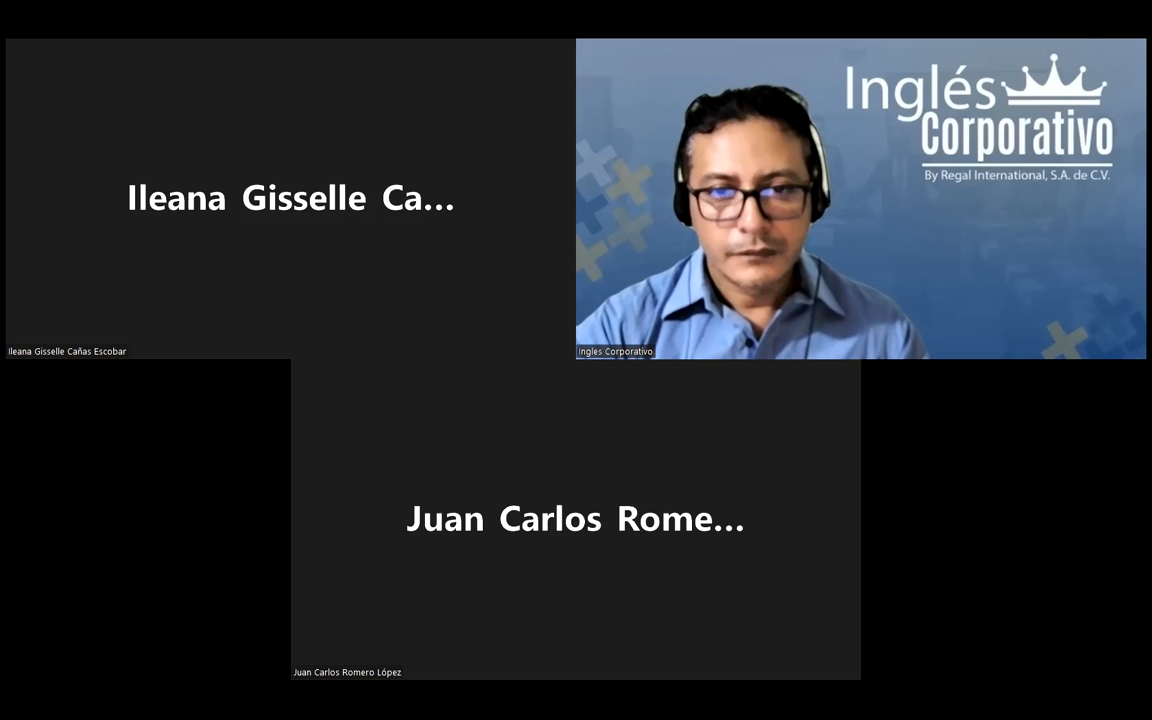 Ileana Gisselle Ca...
Ileana Gisselle Cañas Escobar
Inglés
Corporativo
By Regal International, S.A. de C.V.
Ingles Corporativo
Juan Carlos Rome...
Juan Carlos Romero López